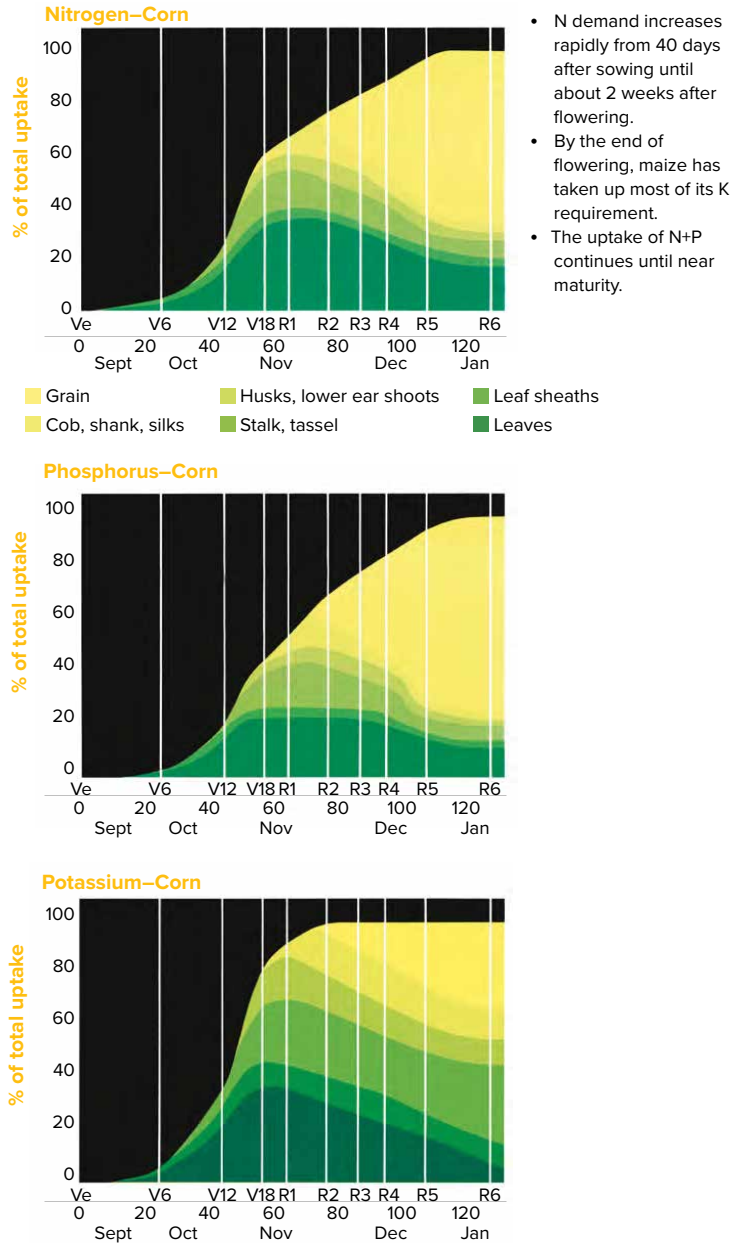 Nitrogen–Corn
% of total uptake
100
80
60
40
20
0
Ve V6 V12 V18 R1 R2 R3 R4 R5 R6
0 20 40 60 80 100 120
Sept Oct Nov Dec Jan
• N demand increases
rapidly from 40 days
after sowing until
about 2 weeks after
flowering.
• By the end of
flowering, maize has
taken up most of its K
requirement.
• The uptake of N+P
continues until near
maturity.
Grain Husks, lower ear shoots Leaf sheaths
Cob, shank, silks Stalk, tassel Leaves
Phosphorus–Corn
% of total uptake
100
80
60
40
20
0
Ve V6 V12 V18 R1 R2 R3 R4 R5 R6
0 20 40 60 80 100 120
Sept Oct Nov Dec Jan
Potassium–Corn
% of total uptake
100
80
60
40
20
0
Ve V6 V12 V18 R1 R2 R3 R4 R5 R6
0 20 40 60 80 100 120
Sept Oct Nov Dec Jan